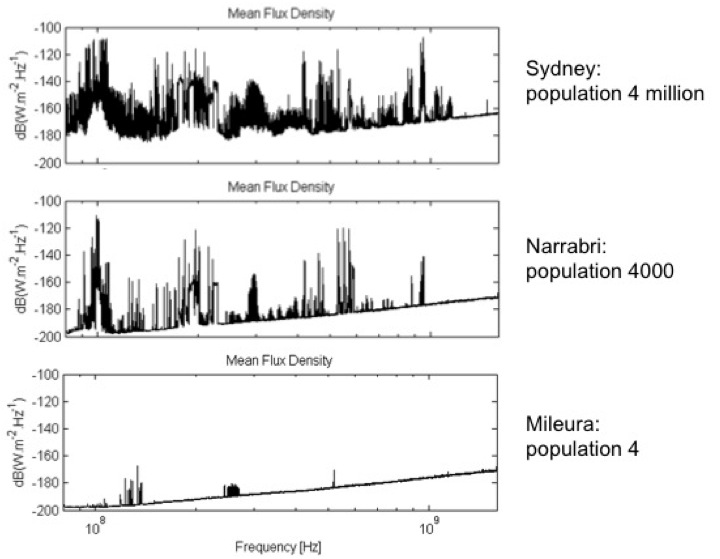 Mean Flux Density
-100
-120
-140
-160
-180
-200
dB(W.m-2.Hz-1)
Sydney:
population 4 million
Mean Flux Density
-100
-120
-140
-160
-180
-200
dB(W.m-2.Hz-1)
Narrabri:
population 4000
Mean Flux Density
-100
-120
-140
-160
-180
-200
dB(W.m-2.Hz-1)
Mileura:
population 4
10^8
10^9
Frequency [Hz]